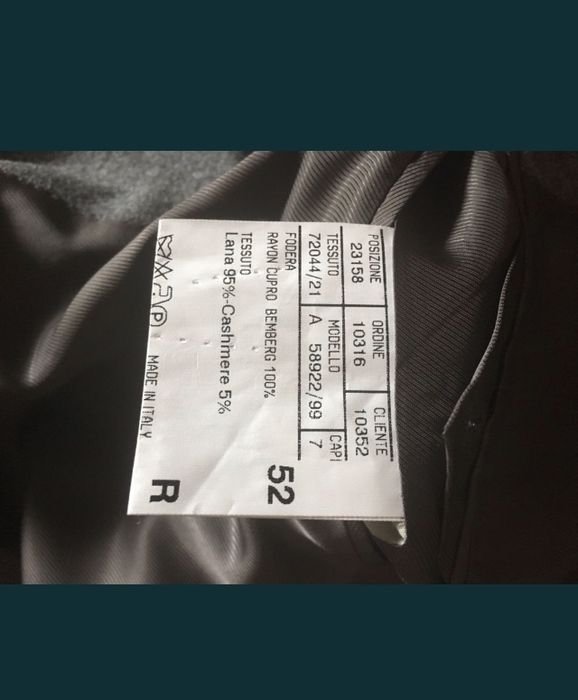 POSIZIONE ORDINE CLIENTE
23158 10316 10352
TESSUTO MODELLO CAPI
72044/21 A 58922/99 7
FODERA
RAYON CUPRO BEMBERG 100%
52
TESSUTO
Lana 95%-Cashmere 5%
P MADE IN ITALY
R